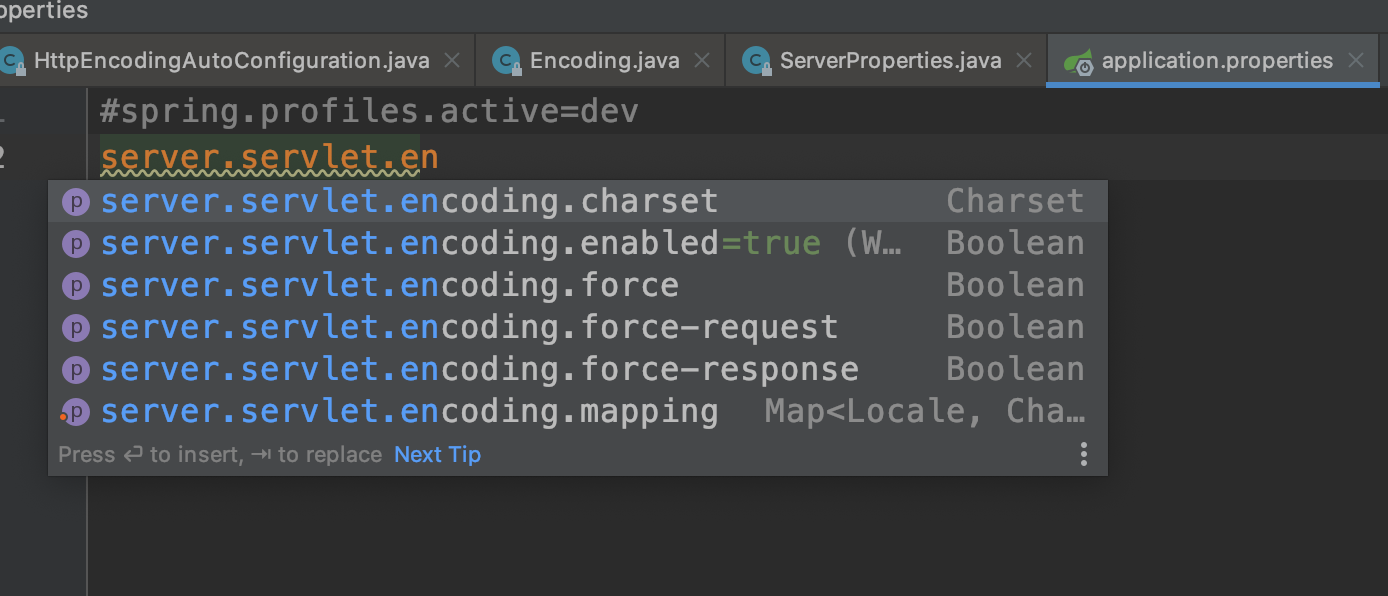 operties
HttpEncodingAutoConfiguration.java Encoding.java ServerProperties.java application.properties
#spring.profiles.active=dev
2 server.servlet.en
p server.servlet.encoding.charset Charset
p server.servlet.encoding.enabled=true (W… Boolean
p server.servlet.encoding.force Boolean
p server.servlet.encoding.force-request Boolean
p server.servlet.encoding.force-response Boolean
p server.servlet.encoding.mapping Map<Locale, Cha…
Press ⏎ to insert, ⇥ to replace Next Tip